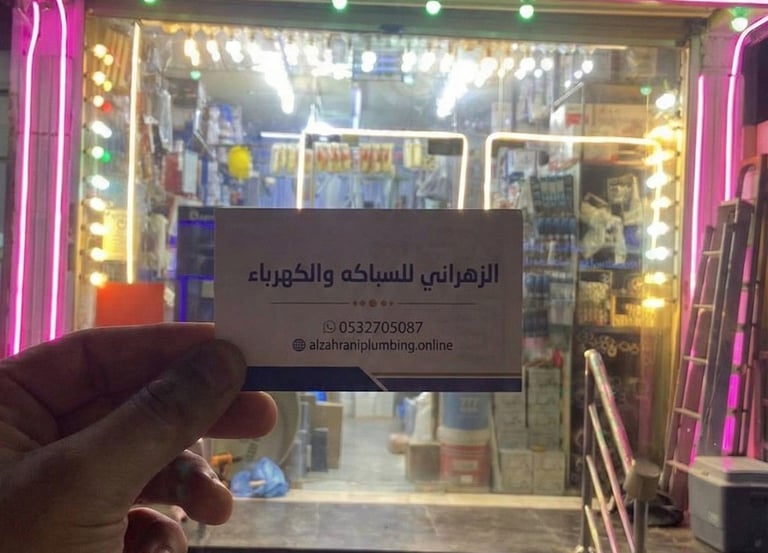 الزهراني للسباكه والكهرباء
0532705087
alzahraniplumbing.online